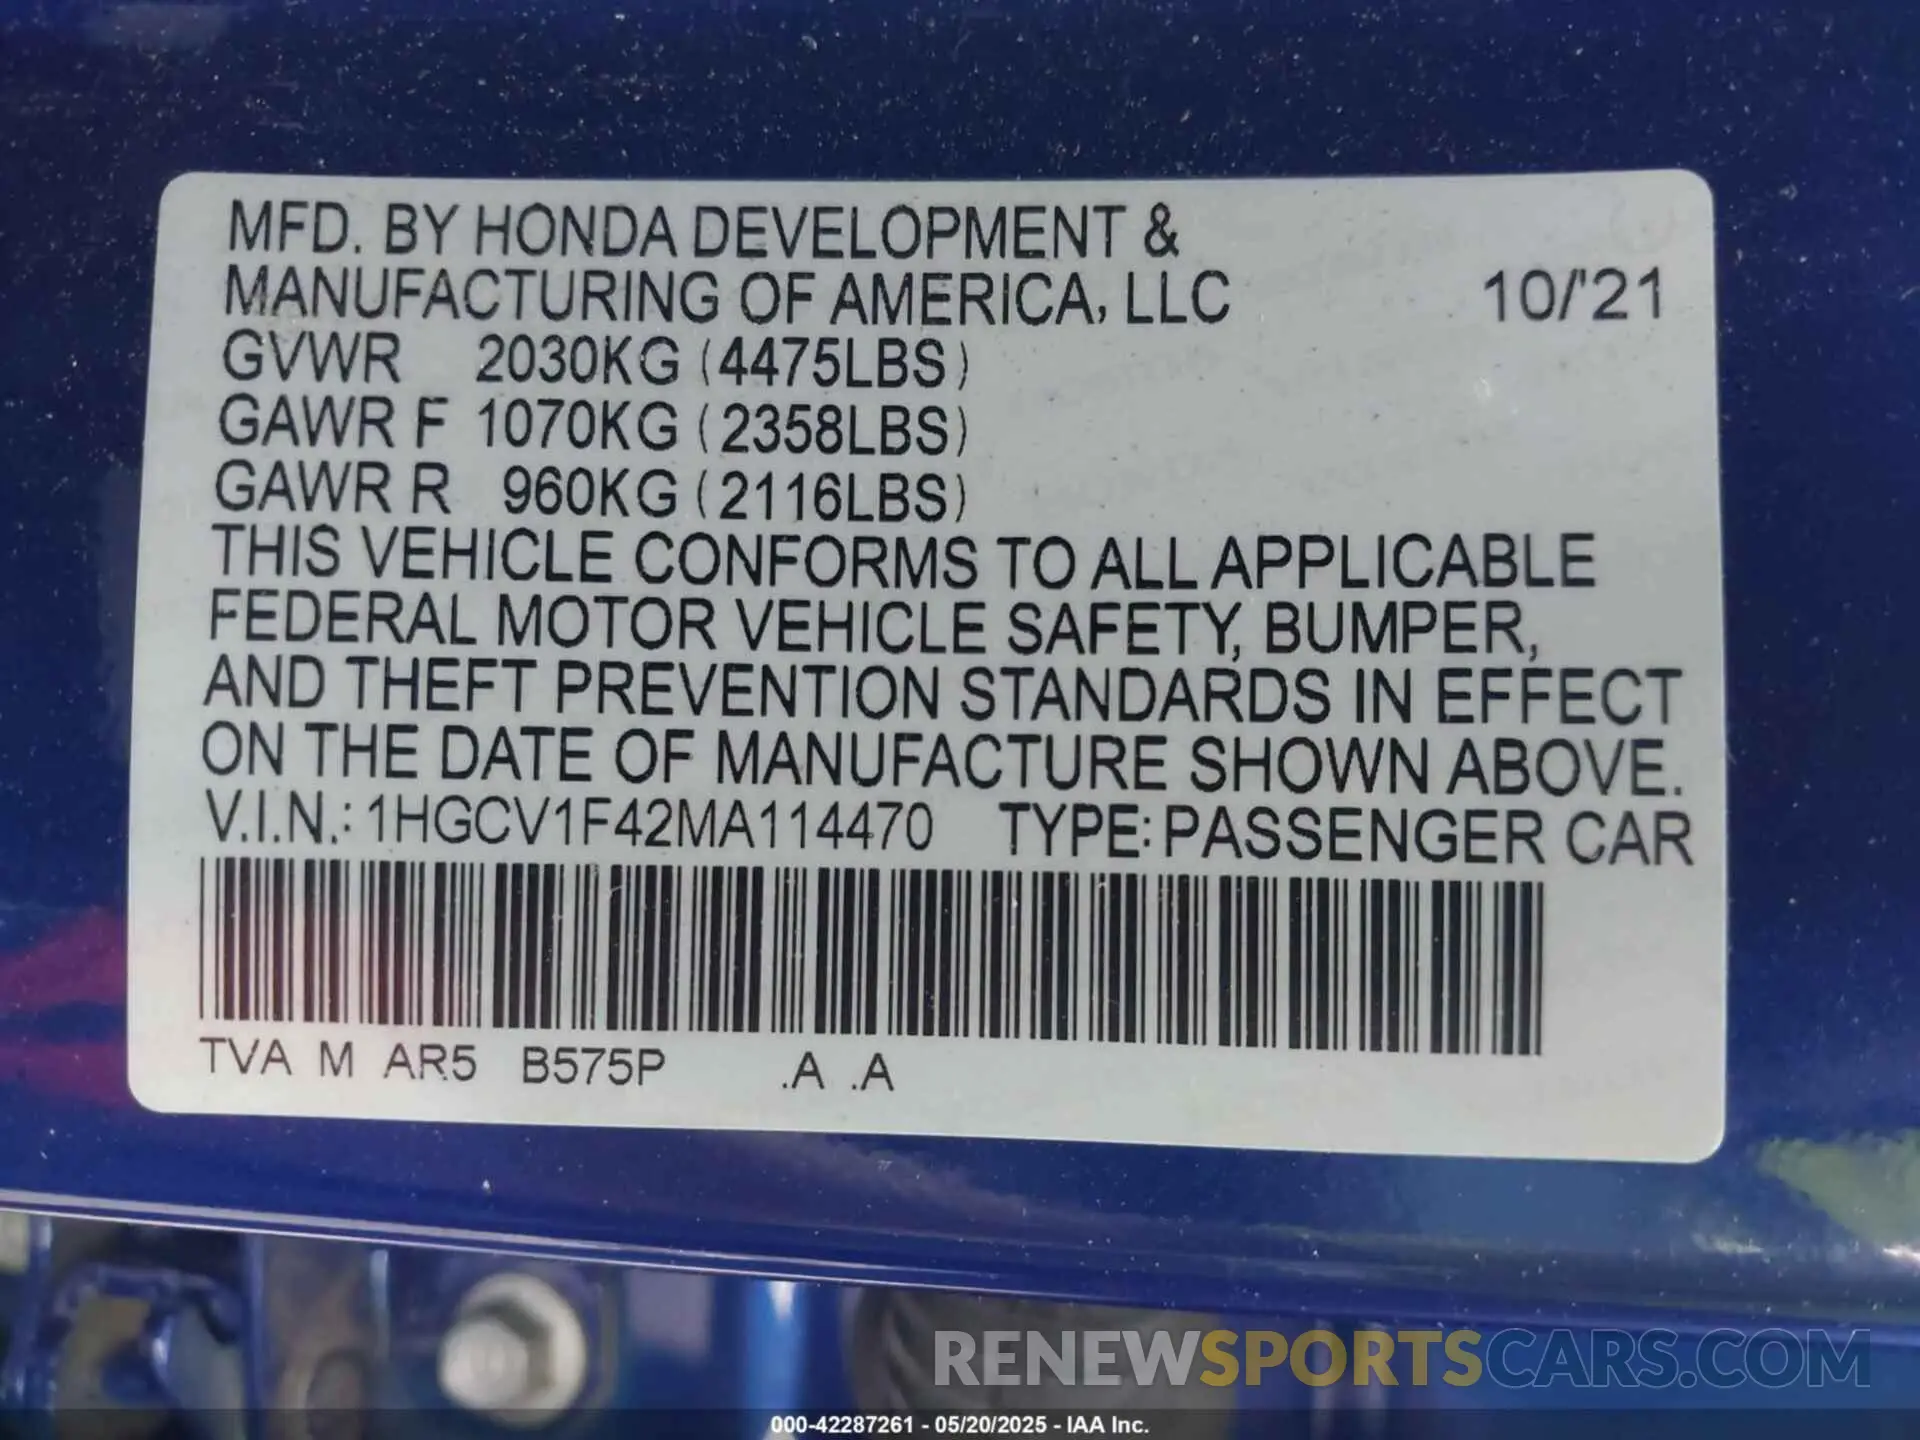 MFD. BY HONDA DEVELOPMENT &
MANUFACTURING OF AMERICA, LLC 10/'21
GVWR 2030KG (4475LBS)
GAWR F 1070KG (2358LBS)
GAWR R 960KG (2116LBS)
THIS VEHICLE CONFORMS TO ALL APPLICABLE
FEDERAL MOTOR VEHICLE SAFETY, BUMPER,
AND THEFT PREVENTION STANDARDS IN EFFECT
ON THE DATE OF MANUFACTURE SHOWN ABOVE.
V.I.N.: 1HGCV1F42MA114470 TYPE: PASSENGER CAR
TVA M AR5 B575P .A .A
RENEWSPORTSCARS.COM
000-42287261 - 05/20/2025 - IAA Inc.